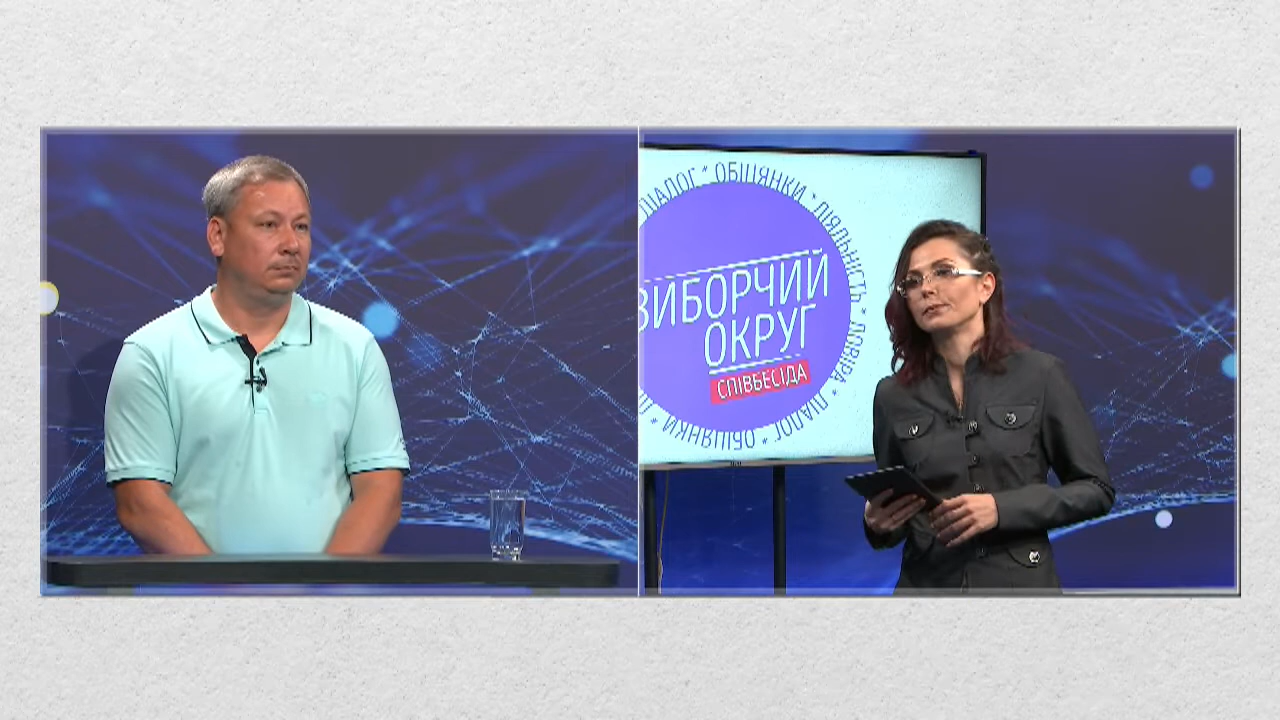 ДІАЛОГ * ОБІЦЯНКИ * ДІЯЛЬНІСТЬ * ДОВІРА * ДІАЛОГ * ОБІЦЯНКИ *
ВИБОРЧИЙ
ОКРУГ
СПІВБЕСІДА